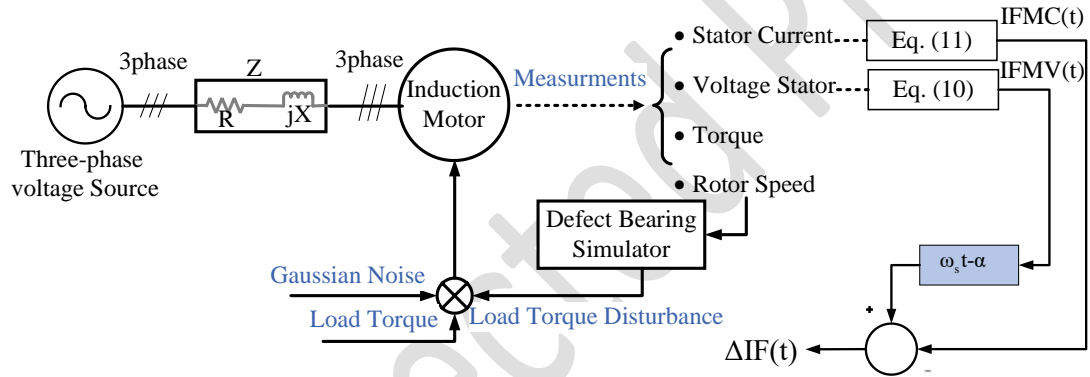 3phase
Z
3phase
R
jX
Three-phase
voltage Source
Induction
Motor
Measurments
• Stator Current
• Voltage Stator
• Torque
• Rotor Speed
Eq. (11)
Eq. (10)
IFMC(t)
IFMV(t)
Defect Bearing
Simulator
Gaussian Noise
Load Torque
Load Torque Disturbance
ωst-α
+
-
ΔIF(t)